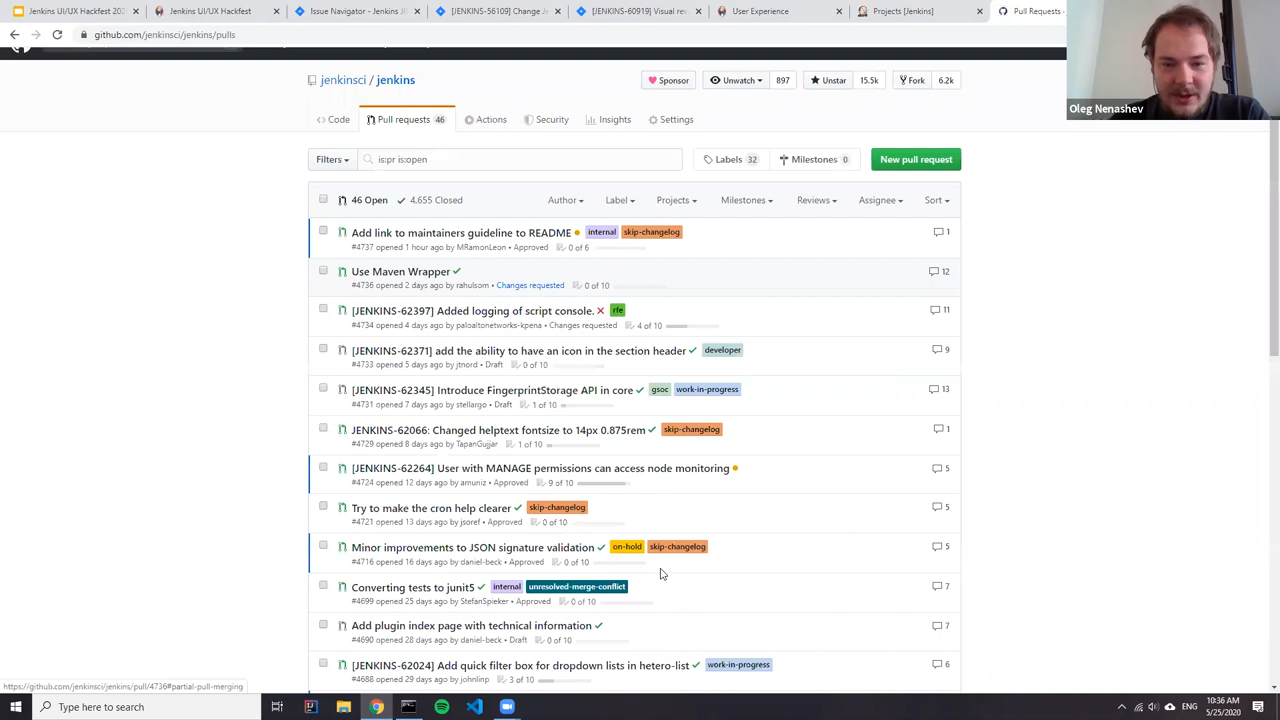 Jenkins UI/UX Hackfest 202
Jenkins UI/UX Hackfest
Issue Navigator - Jenkins JI
[JENKINS-56109] Change J
[JENKINS-60919] Visual re
User Experience
Projects [Jenkins]
Pull Requests
github.com/jenkinsci/jenkins/pulls
Oleg Nenashev
jenkinsci / jenkins
Sponsor
Unwatch
897
Unstar
15.5k
Fork
6.2k
Code
Pull requests 46
Actions
Security
Insights
Settings
Filters
is:pr is:open
Labels 32
Milestones 0
New pull request
46 Open
4,655 Closed
Author
Label
Projects
Milestones
Reviews
Assignee
Sort
Add link to maintainers guideline to README internal skip-changelog 1
#4737 opened 1 hour ago by MRamonLeon • Approved 0 of 6
Use Maven Wrapper 12
#4736 opened 2 days ago by rahulsom • Changes requested 0 of 10
[JENKINS-62397] Added logging of script console. rfe 11
#4734 opened 4 days ago by paloaltonetworks-kpena • Changes requested 4 of 10
[JENKINS-62371] add the ability to have an icon in the section header developer 9
#4733 opened 5 days ago by jtnord • Draft 0 of 10
[JENKINS-62345] Introduce FingerprintStorage API in core gsoc work-in-progress 13
#4731 opened 7 days ago by stellargo • Draft 1 of 10
JENKINS-62066: Changed helptext fontsize to 14px 0.875rem skip-changelog 1
#4729 opened 8 days ago by TapanGujjar 1 of 10
[JENKINS-62264] User with MANAGE permissions can access node monitoring 5
#4724 opened 12 days ago by amuniz • Approved 9 of 10
Try to make the cron help clearer skip-changelog 5
#4721 opened 13 days ago by jsoref • Approved 0 of 10
Minor improvements to JSON signature validation on-hold skip-changelog 5
#4716 opened 16 days ago by daniel-beck • Approved 0 of 10
Converting tests to junit5 internal unresolved-merge-conflict 7
#4699 opened 25 days ago by StefanSpieker • Approved 0 of 10
Add plugin index page with technical information 7
#4690 opened 28 days ago by daniel-beck • Draft 0 of 10
[JENKINS-62024] Add quick filter box for dropdown lists in hetero-list work-in-progress 6
#4688 opened 29 days ago by johnlinp 3 of 10
https://github.com/jenkinsci/jenkins/pull/4736#partial-pull-merging
Type here to search
ENG
10:36 AM
5/25/2020